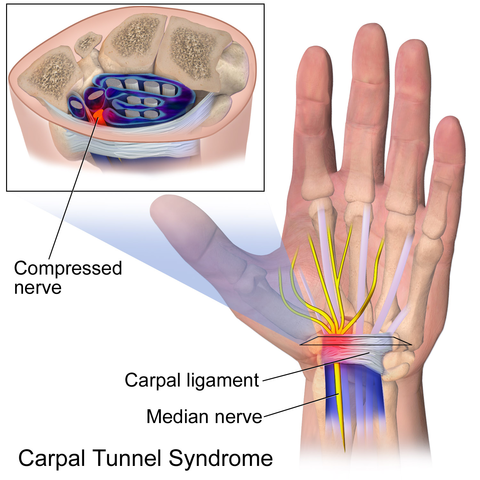 Compressed
nerve
Carpal ligament
Median nerve
Carpal Tunnel Syndrome